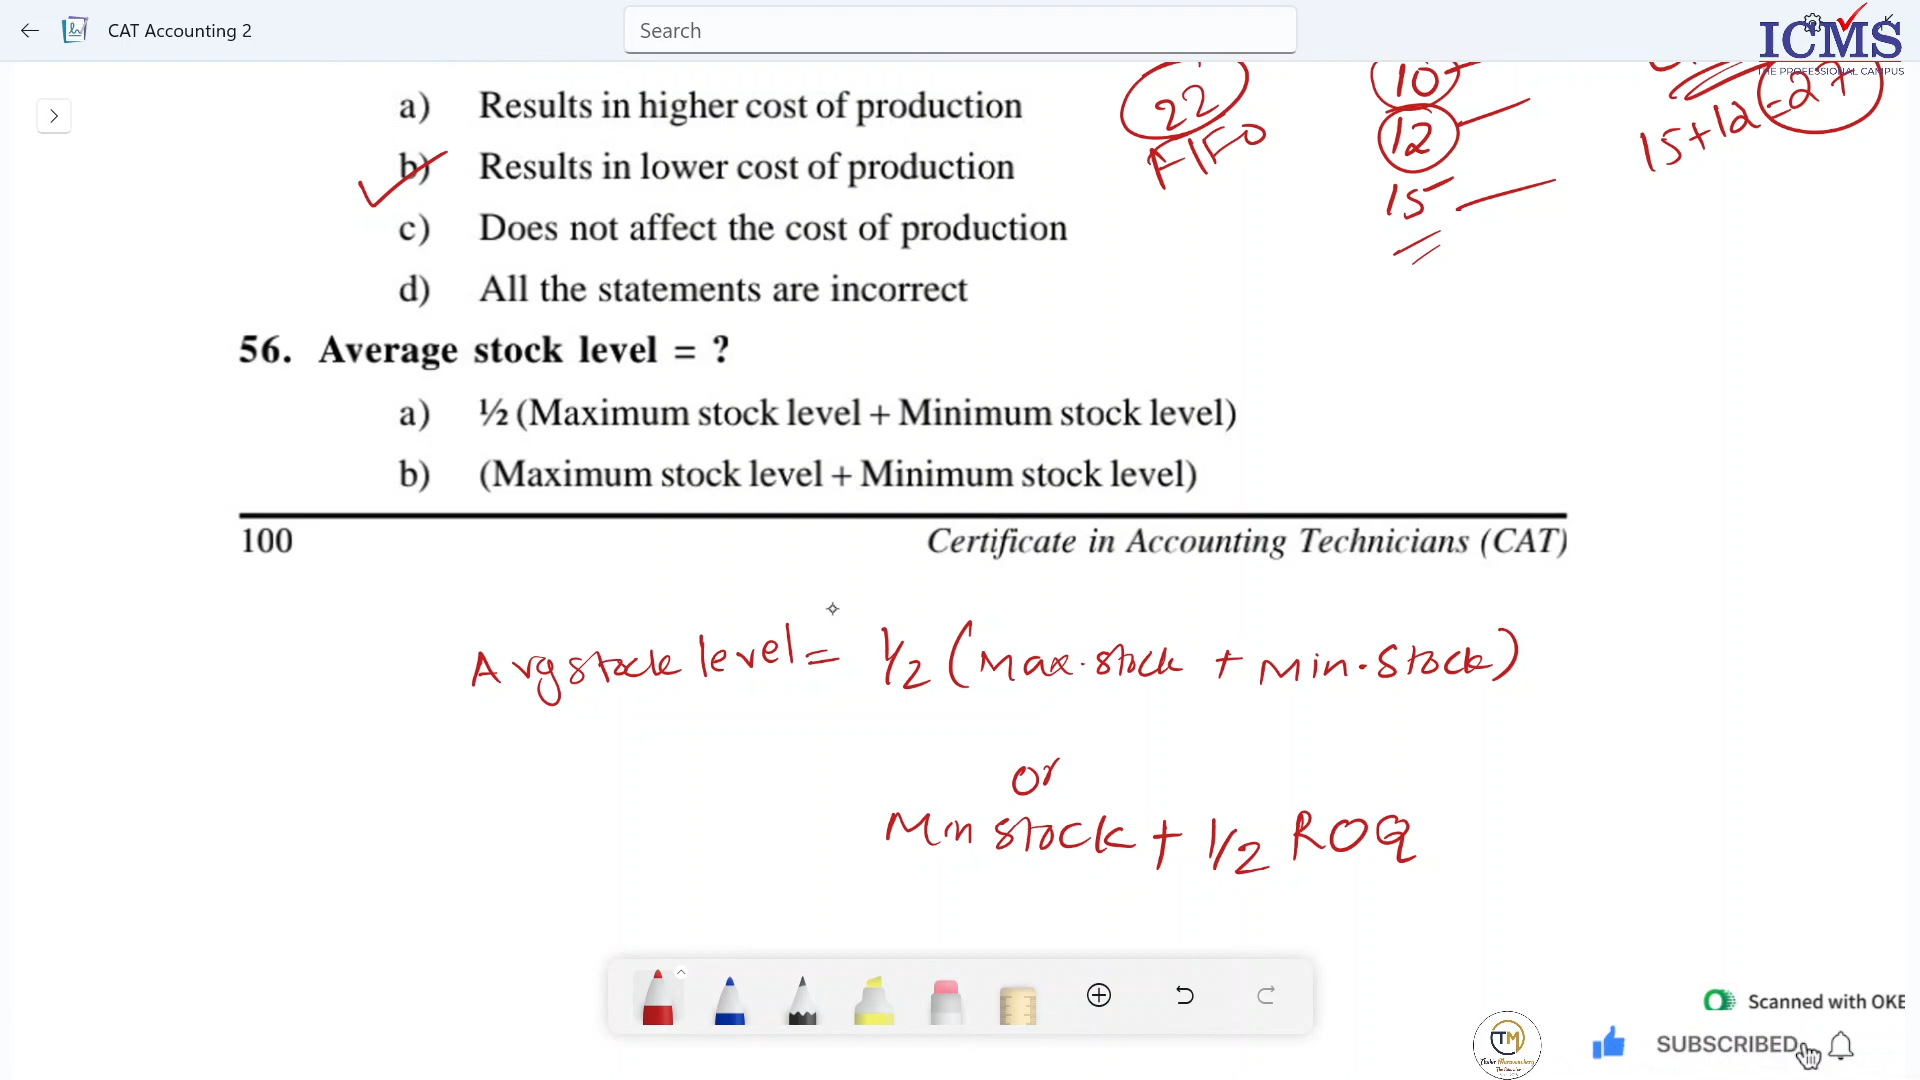 CAT Accounting 2
Search
ICMS
THE PROFESSIONAL CAMPUS
a) Results in higher cost of production
b) Results in lower cost of production
c) Does not affect the cost of production
d) All the statements are incorrect
22
FIFO
10
12
15
15+12=27
56. Average stock level = ?
a) ½ (Maximum stock level + Minimum stock level)
b) (Maximum stock level + Minimum stock level)
100 Certificate in Accounting Technicians (CAT)
Avg stock level = 1/2 (Max. stock + Min. Stock)
or
Min stock + 1/2 ROQ
Scanned with OKE
TM
SUBSCRIBED